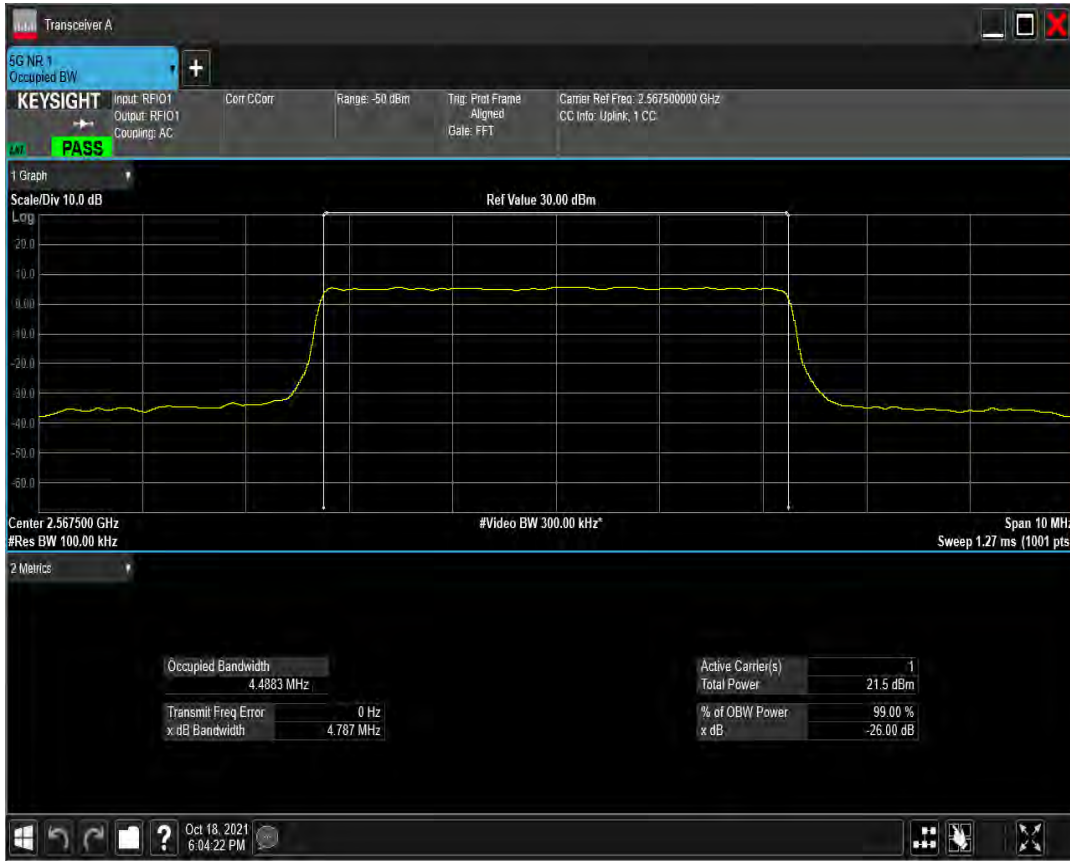 Transceiver A
5G NR 1
Occupied BW
+
KEYSIGHT
Input: RFIO1
Output: RFIO1
Coupling: AC
Corr CCorr
Range: -50 dBm
Trig: Prot Frame
Aligned
Gate: FFT
Carrier Ref Freq: 2.567500000 GHz
CC Info: Uplink, 1 CC
PASS
1 Graph
Scale/Div 10.0 dB
Ref Value 30.00 dBm
Log
20.0
10.0
0.00
-10.0
-20.0
-30.0
-40.0
-50.0
-60.0
Center 2.567500 GHz
#Video BW 300.00 kHz*
Span 10 MHz
#Res BW 100.00 kHz
Sweep 1.27 ms (1001 pts
2 Metrics
Occupied Bandwidth
4.4883 MHz
Transmit Freq Error 0 Hz
x dB Bandwidth 4.787 MHz
Active Carrier(s) 1
Total Power 21.5 dBm
% of OBW Power 99.00 %
x dB -26.00 dB
?
Oct 18, 2021
6:04:22 PM